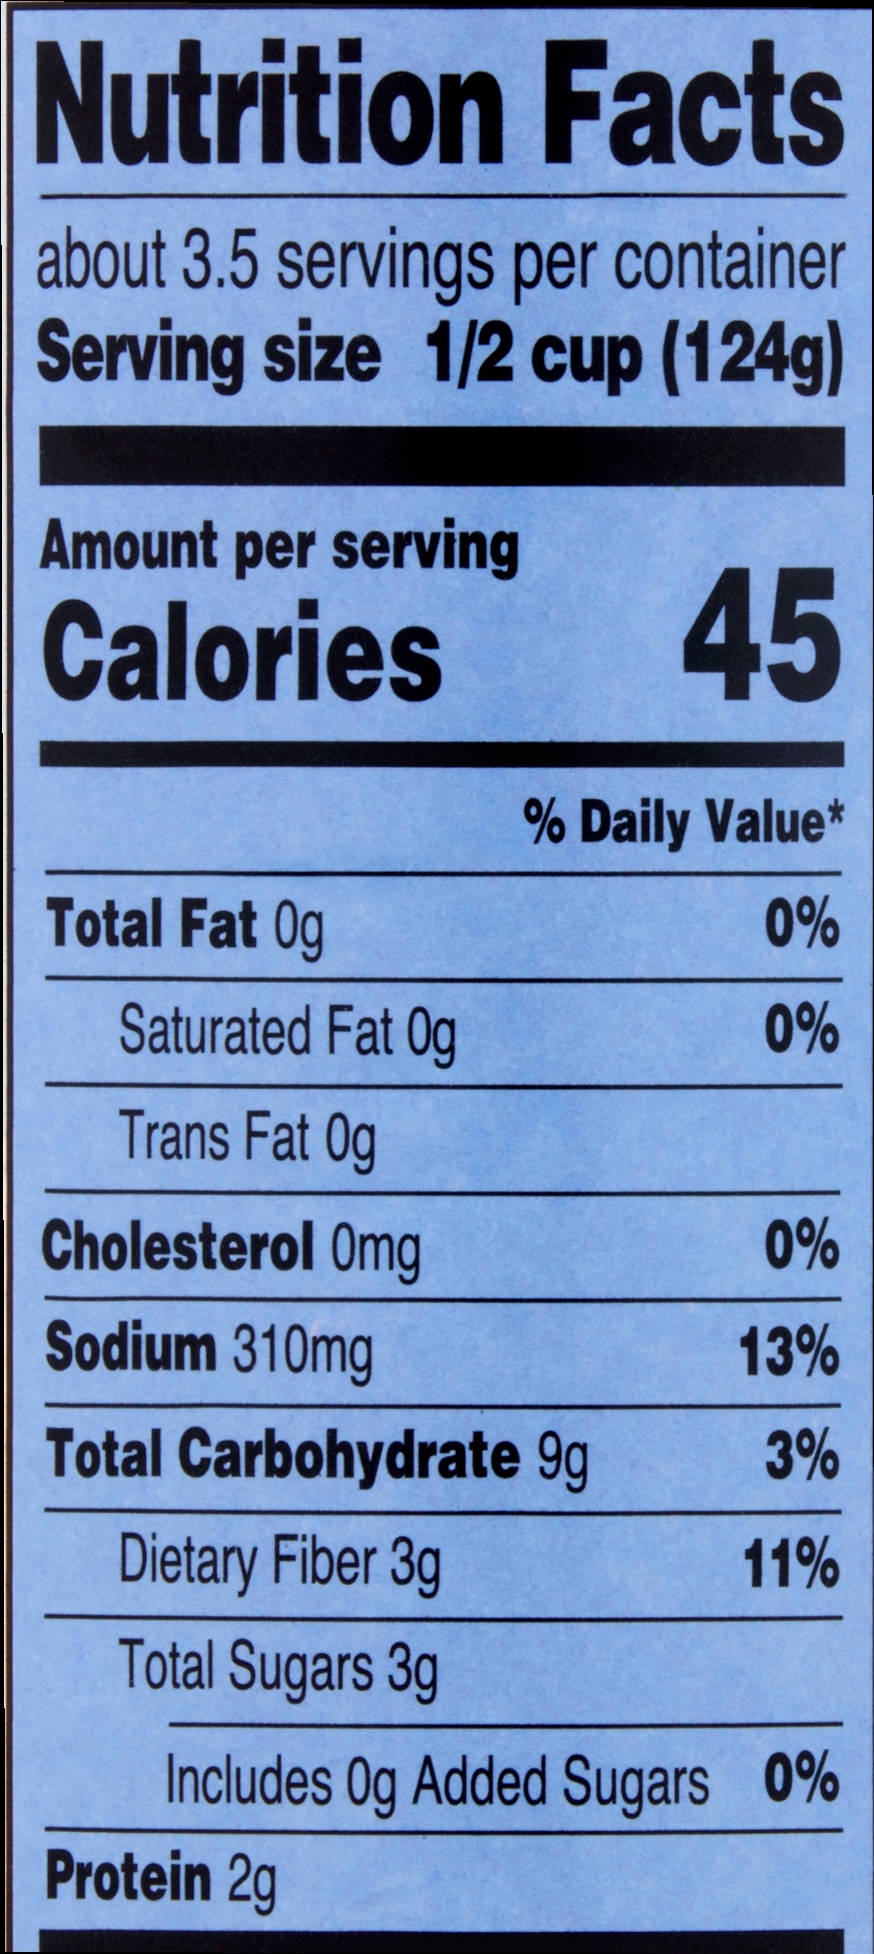 Nutrition Facts
about 3.5 servings per container
Serving size 1/2 cup (124g)
Amount per serving
Calories 45
% Daily Value*
Total Fat 0g 0%
Saturated Fat 0g 0%
Trans Fat 0g
Cholesterol 0mg 0%
Sodium 310mg 13%
Total Carbohydrate 9g 3%
Dietary Fiber 3g 11%
Total Sugars 3g
Includes 0g Added Sugars 0%
Protein 2g